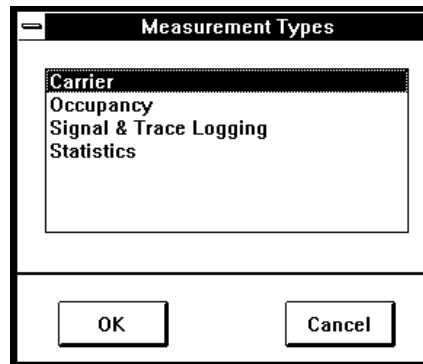 Measurement Types
Carrier
Occupancy
Signal & Trace Logging
Statistics
OK
Cancel